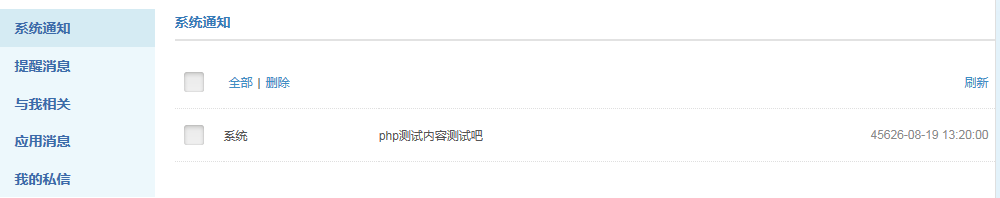 系统通知
提醒消息
与我相关
应用消息
我的私信
系统通知
全部 | 删除 刷新
系统 php测试内容测试吧 45626-08-19 13:20:00